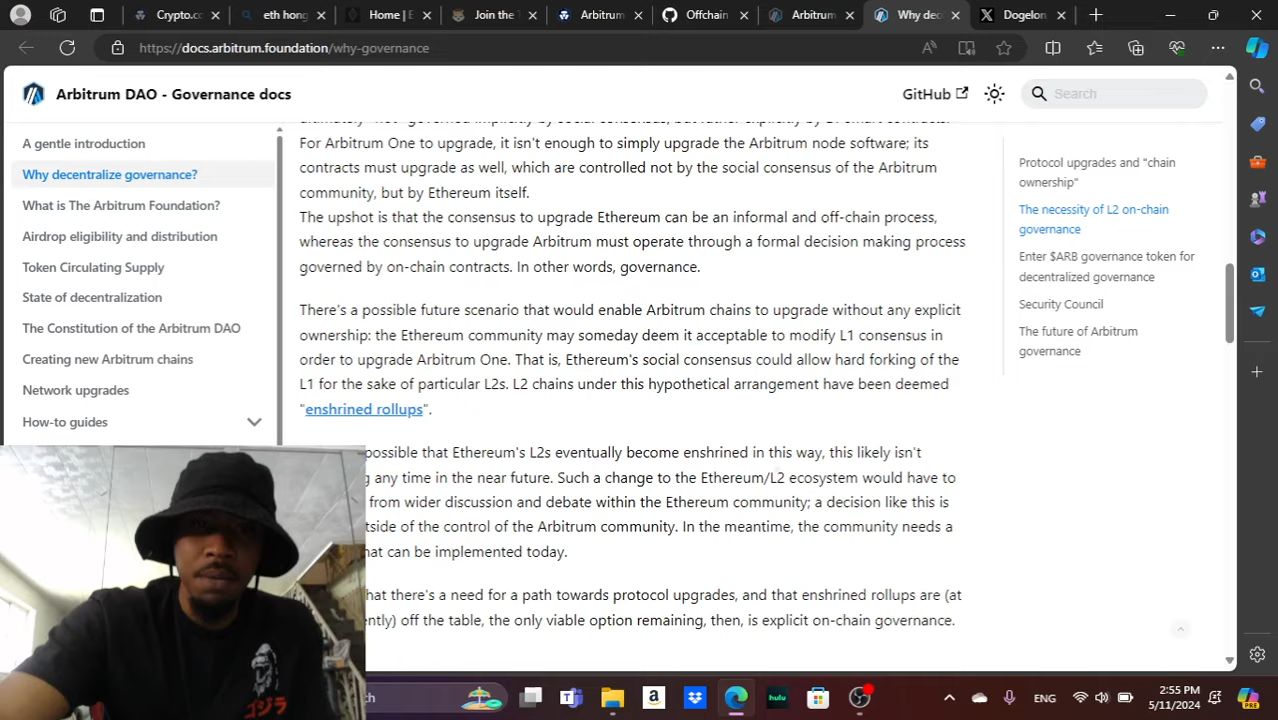 Crypto.cc
eth hong
Home | E
Join the
Arbitrum
Offchain
Arbitrum
Why dec
Dogelon
https://docs.arbitrum.foundation/why-governance
Arbitrum DAO - Governance docs
GitHub
Search
A gentle introduction
Why decentralize governance?
What is The Arbitrum Foundation?
Airdrop eligibility and distribution
Token Circulating Supply
State of decentralization
The Constitution of the Arbitrum DAO
Creating new Arbitrum chains
Network upgrades
How-to guides
For Arbitrum One to upgrade, it isn't enough to simply upgrade the Arbitrum node software; its
contracts must upgrade as well, which are controlled not by the social consensus of the Arbitrum
community, but by Ethereum itself.
The upshot is that the consensus to upgrade Ethereum can be an informal and off-chain process,
whereas the consensus to upgrade Arbitrum must operate through a formal decision making process
governed by on-chain contracts. In other words, governance.
There's a possible future scenario that would enable Arbitrum chains to upgrade without any explicit
ownership: the Ethereum community may someday deem it acceptable to modify L1 consensus in
order to upgrade Arbitrum One. That is, Ethereum's social consensus could allow hard forking of the
L1 for the sake of particular L2s. L2 chains under this hypothetical arrangement have been deemed
"enshrined rollups".
possible that Ethereum's L2s eventually become enshrined in this way, this likely isn't
any time in the near future. Such a change to the Ethereum/L2 ecosystem would have to
from wider discussion and debate within the Ethereum community; a decision like this is
of the control of the Arbitrum community. In the meantime, the community needs a
that can be implemented today.
that there's a need for a path towards protocol upgrades, and that enshrined rollups are (at
off the table, the only viable option remaining, then, is explicit on-chain governance.
Protocol upgrades and "chain
ownership"
The necessity of L2 on-chain
governance
Enter $ARB governance token for
decentralized governance
Security Council
The future of Arbitrum
governance
ゴジラ
hulu
ENG
2:55 PM
5/11/2024
PRE